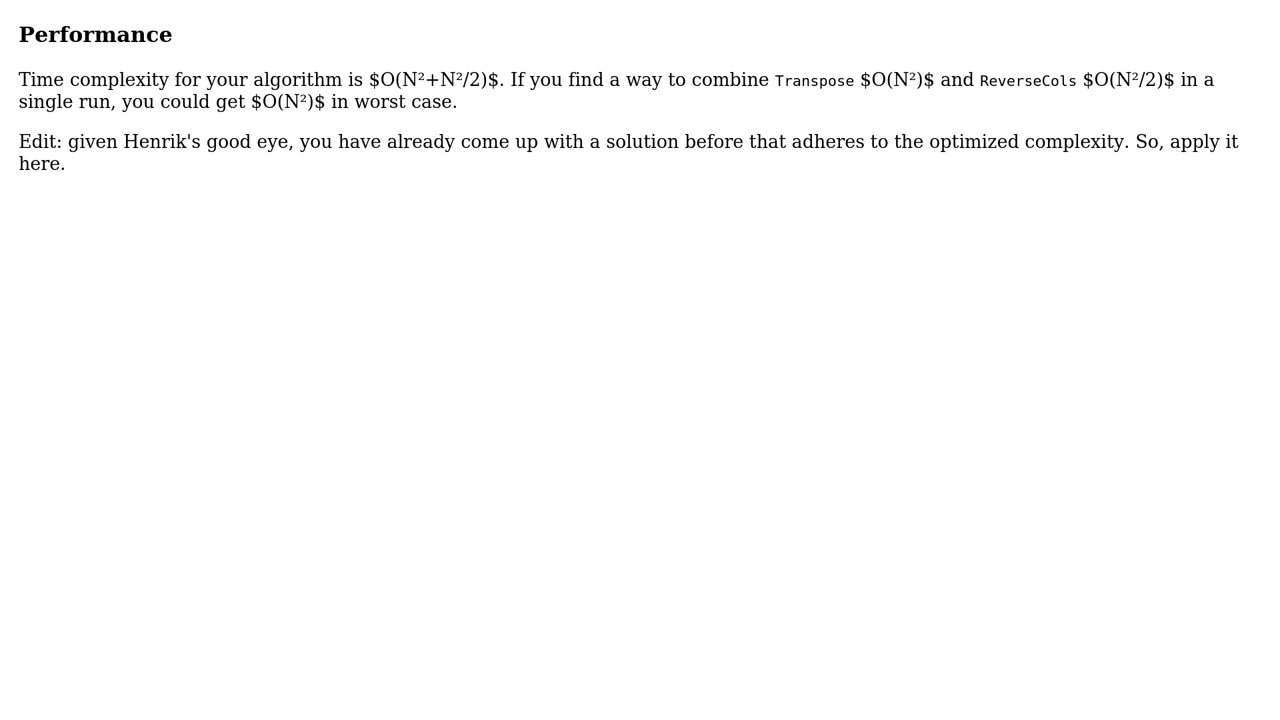 Performance
Time complexity for your algorithm is $O(N²+N²/2)$. If you find a way to combine Transpose $O(N²)$ and ReverseCols $O(N²/2)$ in a
single run, you could get $O(N²)$ in worst case.
Edit: given Henrik's good eye, you have already come up with a solution before that adheres to the optimized complexity. So, apply it
here.